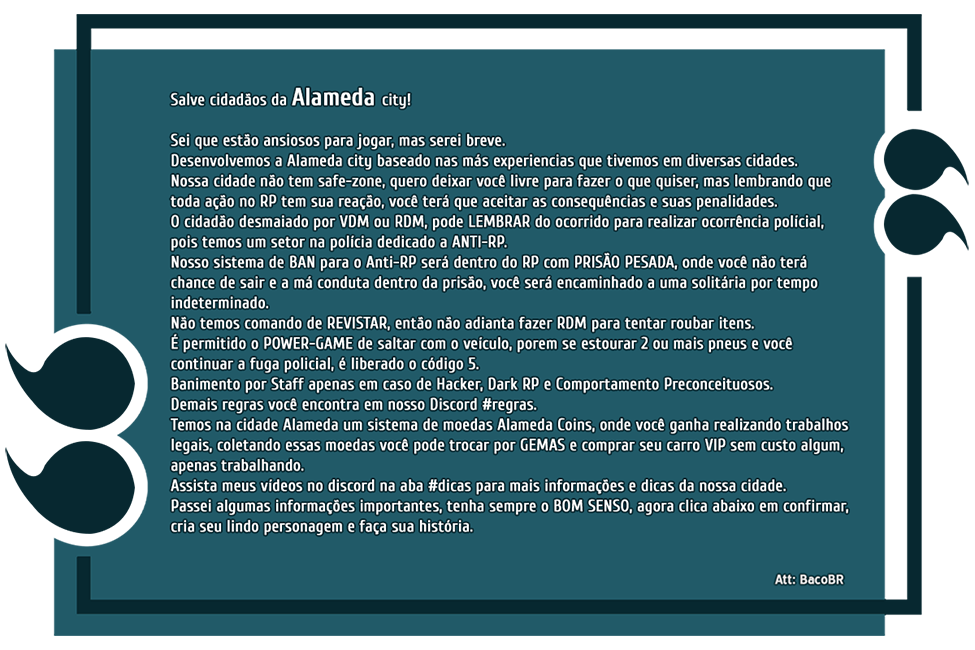 Salve cidadãos da Alameda city!
Sei que estão ansiosos para jogar, mas serei breve.
Desenvolvemos a Alameda city baseado nas más experiencias que tivemos em diversas cidades.
Nossa cidade não tem safe-zone, quero deixar você livre para fazer o que quiser, mas lembrando que
toda ação no RP tem sua reação, você terá que aceitar as consequências e suas penalidades.
O cidadão desmaiado por VDM ou RDM, pode LEMBRAR do ocorrido para realizar ocorrência policial,
pois temos um setor na polícia dedicado a ANTI-RP.
Nosso sistema de BAN para o Anti-RP será dentro do RP com PRISÃO PESADA, onde você não terá
chance de sair e a má conduta dentro da prisão, você será encaminhado a uma solitária por tempo
indeterminado.
Não temos comando de REVISTAR, então não adianta fazer RDM para tentar roubar itens.
É permitido o POWER-GAME de saltar com o veículo, porem se estourar 2 ou mais pneus e você
continuar a fuga policial, é liberado o código 5.
Banimento por Staff apenas em caso de Hacker, Dark RP e Comportamento Preconceituosos.
Demais regras você encontra em nosso Discord #regras.
Temos na cidade Alameda um sistema de moedas Alameda Coins, onde você ganha realizando trabalhos
legais, coletando essas moedas você pode trocar por GEMAS e comprar seu carro VIP sem custo algum,
apenas trabalhando.
Assista meus vídeos no discord na aba #dicas para mais informações e dicas da nossa cidade.
Passei algumas informações importantes, tenha sempre o BOM SENSO, agora clica abaixo em confirmar,
cria seu lindo personagem e faça sua história.
Att: BacoBR